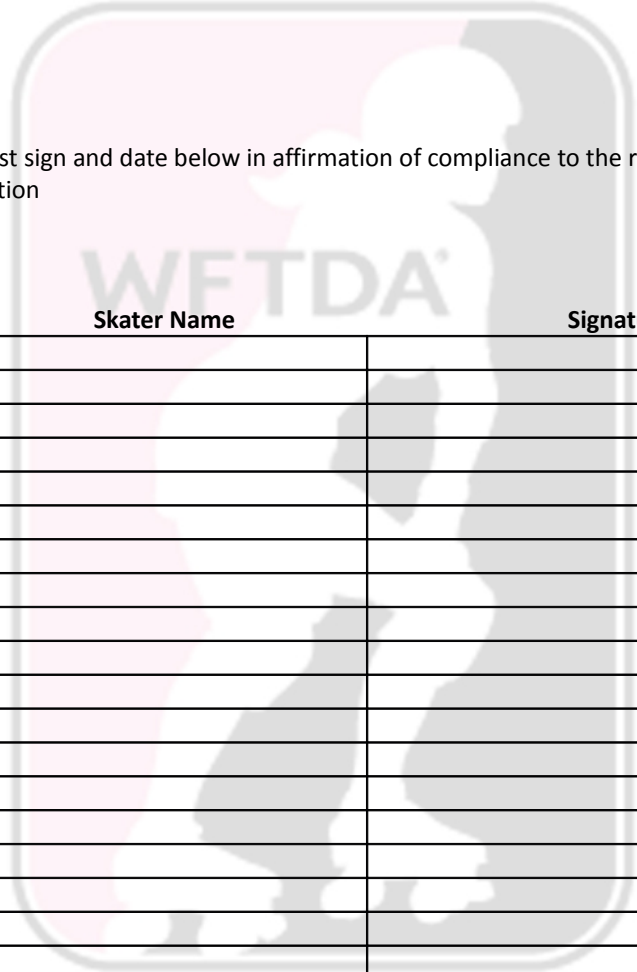 st sign and date below in affirmation of compliance to the r
tion
WFTDA
Skater Name Signat